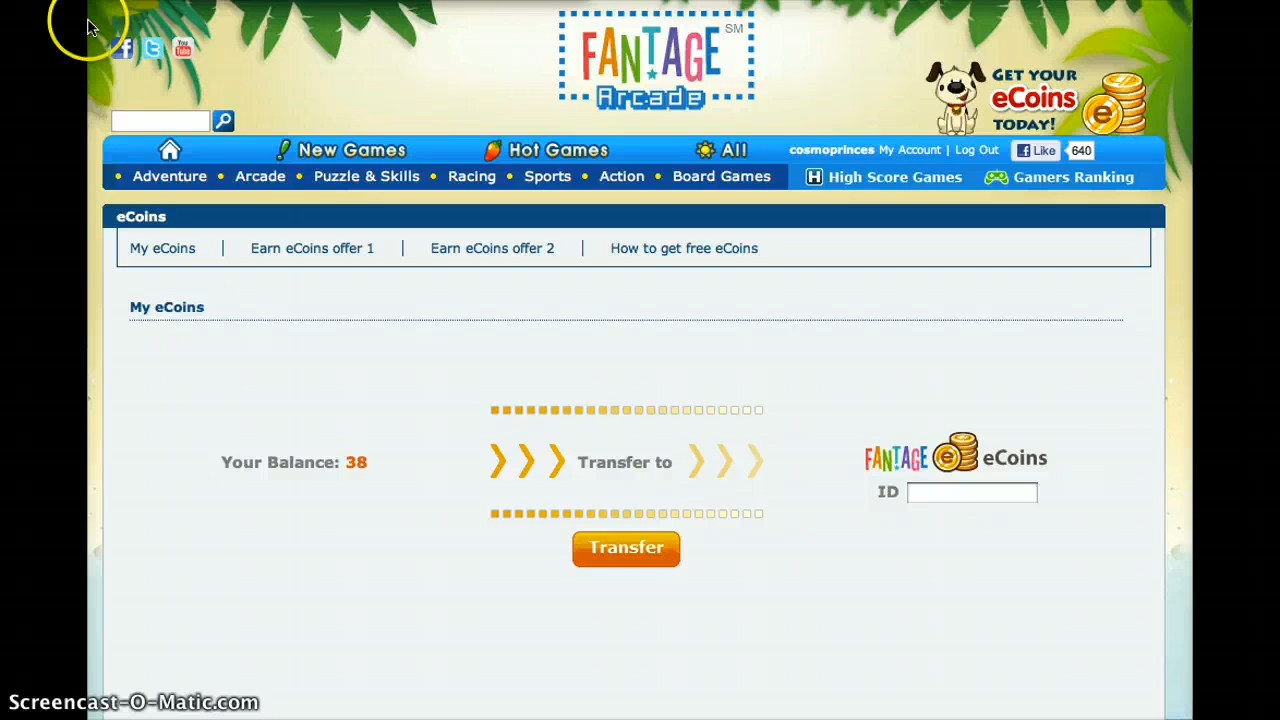 FANTAGE SM
Arcade
GET YOUR
eCoins
TODAY!
f t You Tube
New Games Hot Games All cosmoprinces My Account | Log Out f Like 640
• Adventure • Arcade • Puzzle & Skills • Racing • Sports • Action • Board Games H High Score Games Gamers Ranking
eCoins
My eCoins | Earn eCoins offer 1 | Earn eCoins offer 2 | How to get free eCoins
My eCoins
Your Balance: 38 Transfer to FANTAGE e eCoins
ID
Transfer
Screencast-O-Matic.com